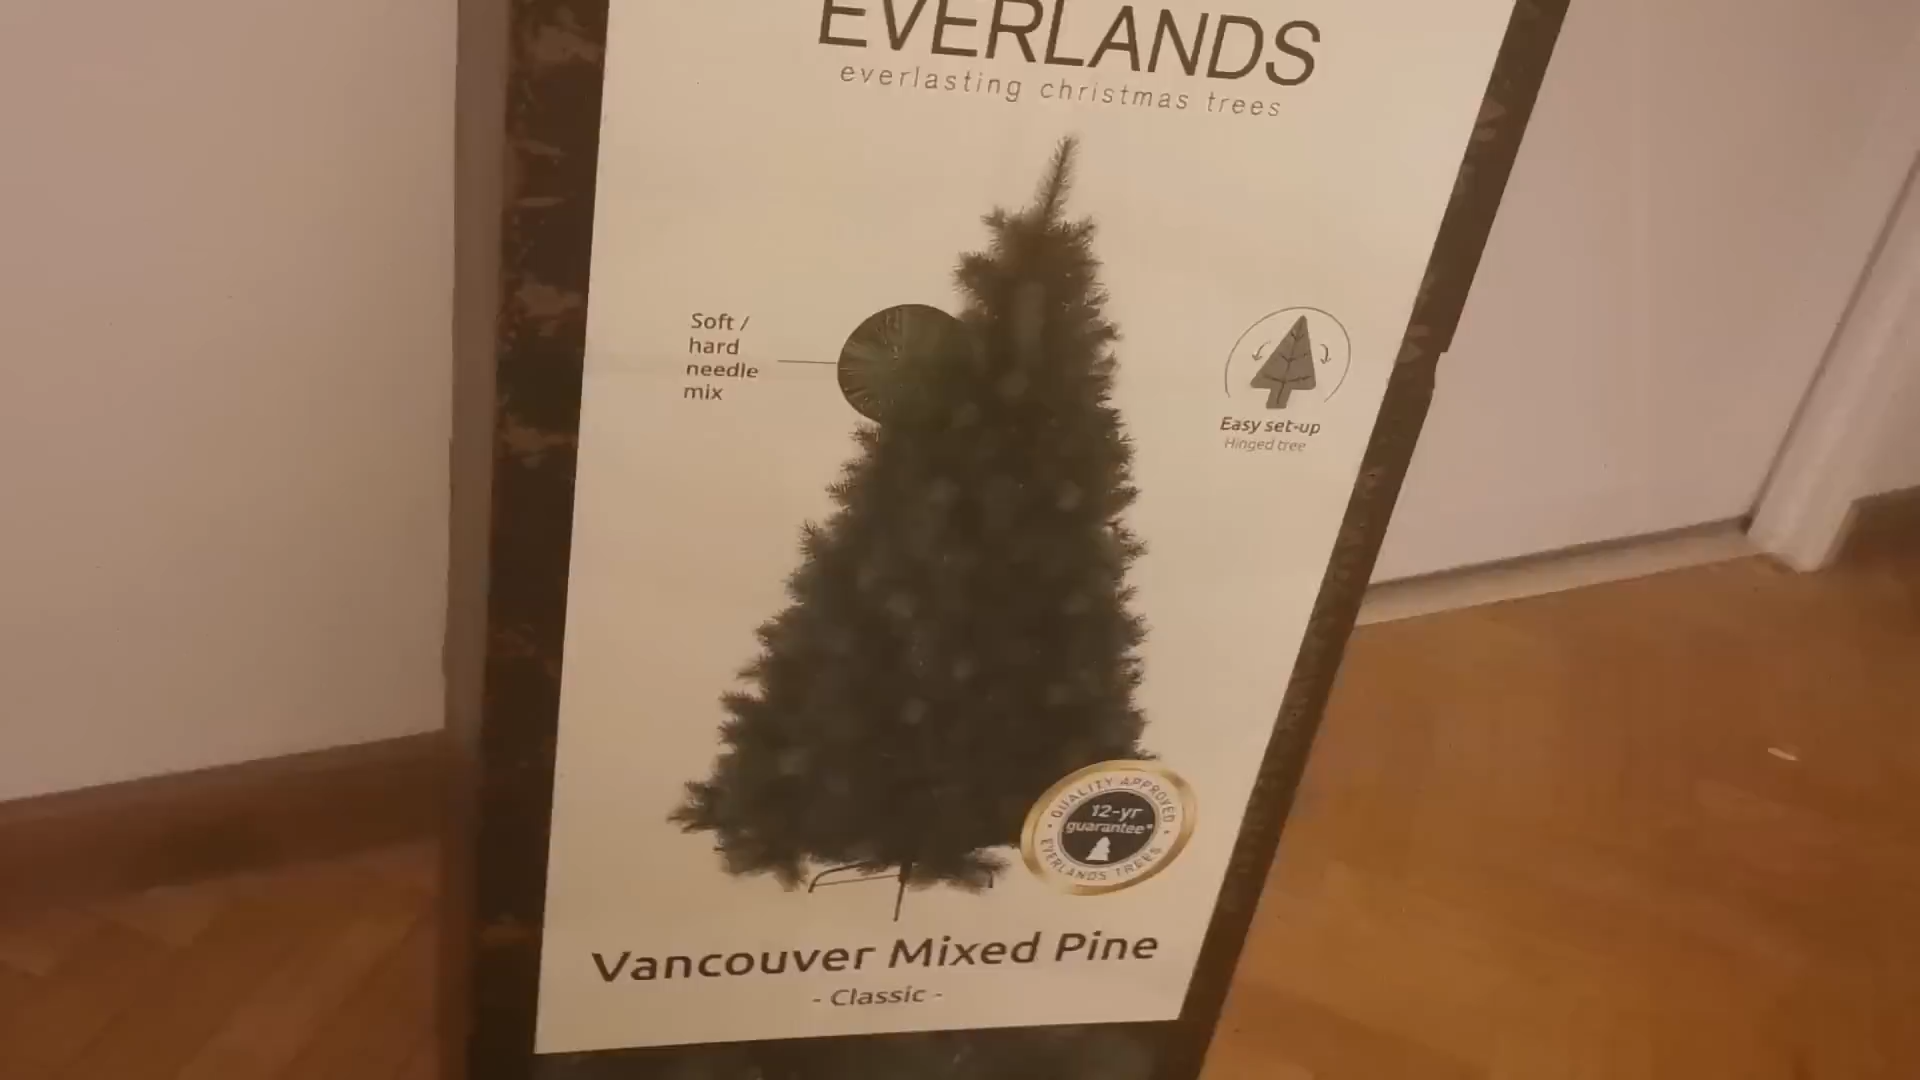 EVERLANDS
everlasting christmas trees
Soft /
hard
needle
mix
Easy set-up
Hinged tree
QUALITY APPROVED
12-yr
guarantee*
EVERLANDS TREES
Vancouver Mixed Pine
- Classic -